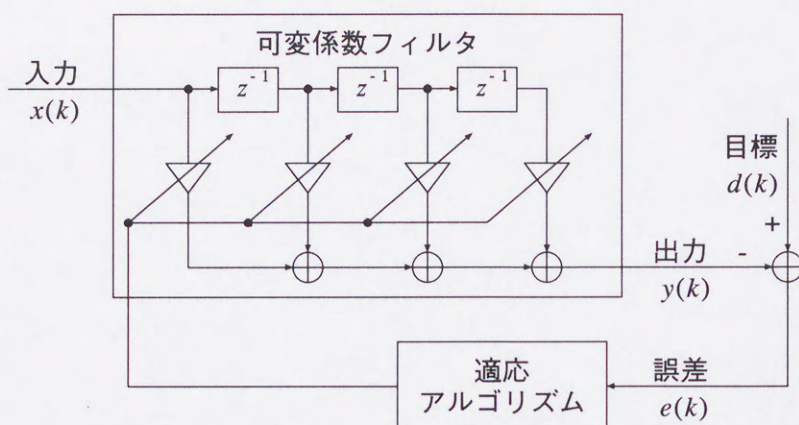 可変係数フィルタ
入力
x(k)
z⁻¹
z⁻¹
z⁻¹
目標
d(k)
+
出力
-
y(k)
適応
アルゴリズム
誤差
e(k)